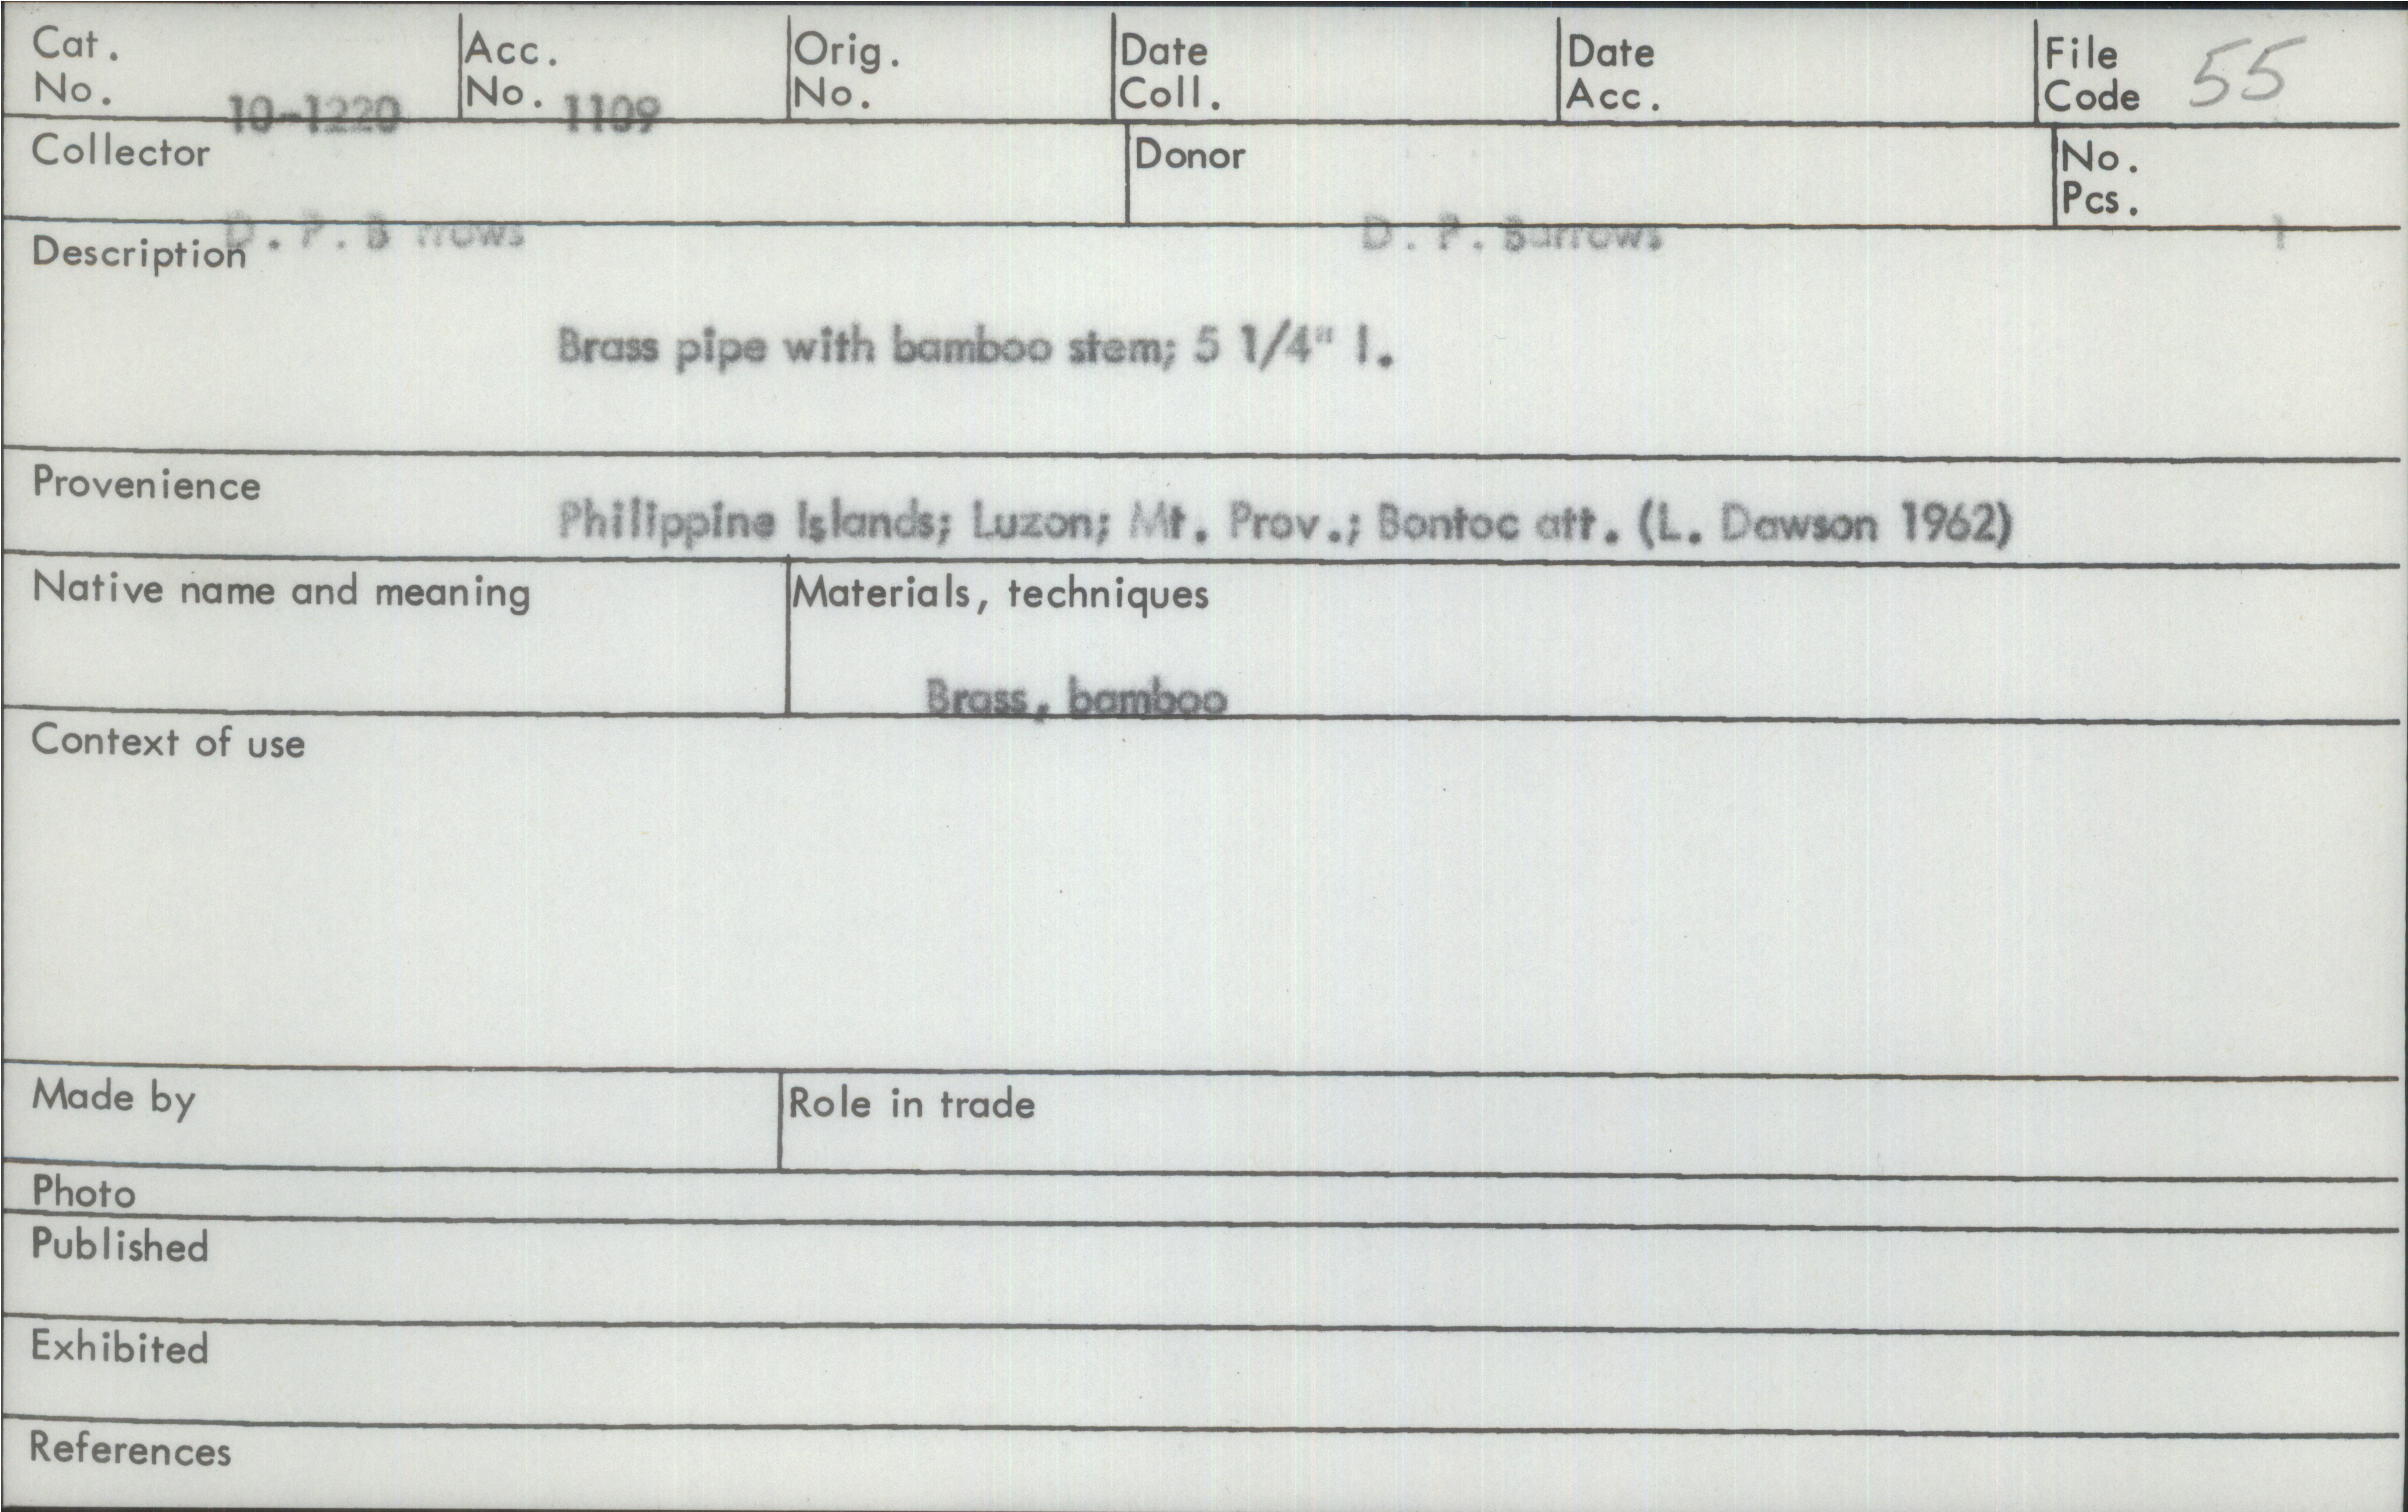 Cat. No. 10-1220 Acc. No. 1109 Orig. No. Date Coll. Date Acc. File Code 55
Collector D. P. B rrows Donor D. P. Barrows No. Pcs. 1
Description
Brass pipe with bamboo stem; 5 1/4" l.
Provenience
Philippine Islands; Luzon; Mt. Prov.; Bontoc att. (L. Dawson 1962)
Native name and meaning Materials, techniques
Brass, bamboo
Context of use
Made by Role in trade
Photo
Published
Exhibited
References